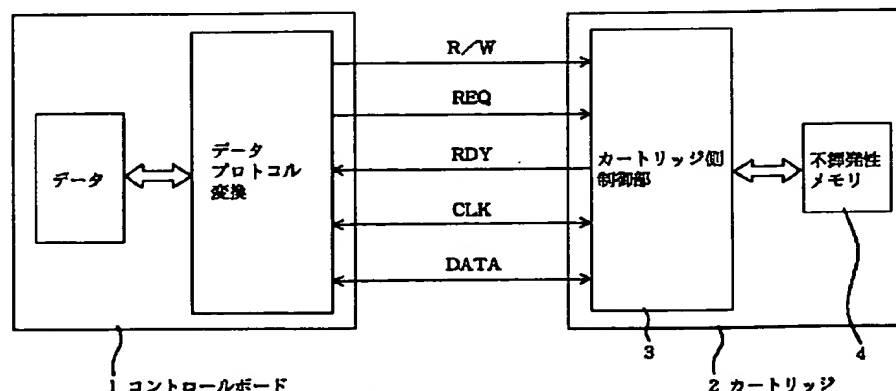 R/W
REQ
RDY
CLK
DATA
データ
データ
プロトコル
変換
カートリッジ側
制御部
不揮発性
メモリ
3
4
1 コントロールボード
2 カートリッジ